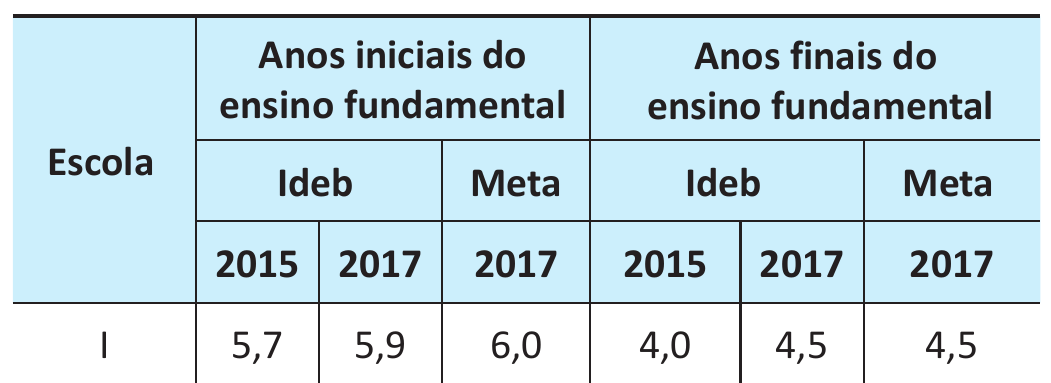 Escola
Anos iniciais do
ensino fundamental
Anos finais do
ensino fundamental
Ideb Meta Ideb Meta
2015 2017 2017 2015 2017 2017
I 5,7 5,9 6,0 4,0 4,5 4,5